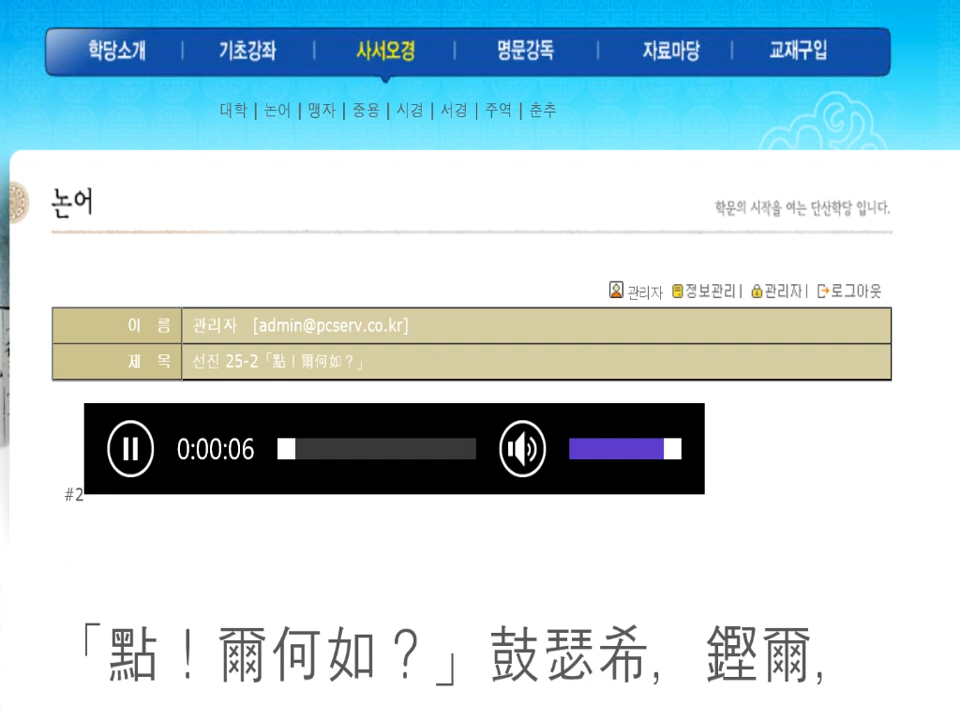 학당소개 | 기초강좌 | 사서오경 | 명문강독 | 자료마당 | 교재구입
대학 | 논어 | 맹자 | 중용 | 시경 | 서경 | 주역 | 춘추
논어
학문의 시작을 여는 단산학당 입니다.
관리자 정보관리 | 관리자 | 로그아웃
이 름 관리자 [admin@pcserv.co.kr]
제 목 선진 25-2「點！爾何如？」
0:00:06
#2
「點！爾何如？」鼓瑟希, 鏗爾,